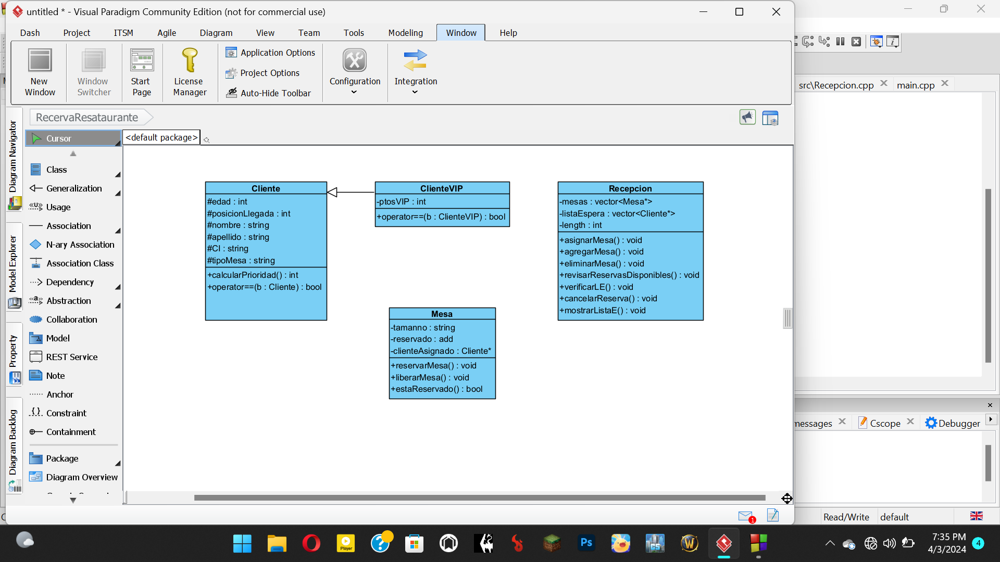 untitled * - Visual Paradigm Community Edition (not for commercial use)
Dash Project ITSM Agile Diagram View Team Tools Modeling Window Help
New Window
Window Switcher
Start Page
License Manager
Application Options
Project Options
Auto-Hide Toolbar
Configuration
Integration
src\Recepcion.cpp
main.cpp
RecervaResataurante
Diagram Navigator
Model Explorer
Property
Diagram Backlog
Cursor
Class
Generalization
Usage
Association
N-ary Association
Association Class
Dependency
Abstraction
Collaboration
Model
REST Service
Note
Anchor
Constraint
Containment
Package
Diagram Overview
<default package>
Cliente
#edad : int
#posicionLlegada : int
#nombre : string
#apellido : string
#CI : string
#tipoMesa : string
+calcularPrioridad() : int
+operator==(b : Cliente) : bool
ClienteVIP
-ptosVIP : int
+operator==(b : ClienteVIP) : bool
Recepcion
-mesas : vector<Mesa*>
-listaEspera : vector<Cliente*>
-length : int
+asignarMesa() : void
+agregarMesa() : void
+eliminarMesa() : void
+revisarReservasDisponibles() : void
+verificarLE() : void
+cancelarReserva() : void
+mostrarListaE() : void
Mesa
-tamanno : string
-reservado : add
-clienteAsignado : Cliente*
+reservarMesa() : void
+liberarMesa() : void
+estaReservado() : bool
messages
Cscope
Debugger
1
Read/Write
default
Player
Ps
7:35 PM
4/3/2024
4